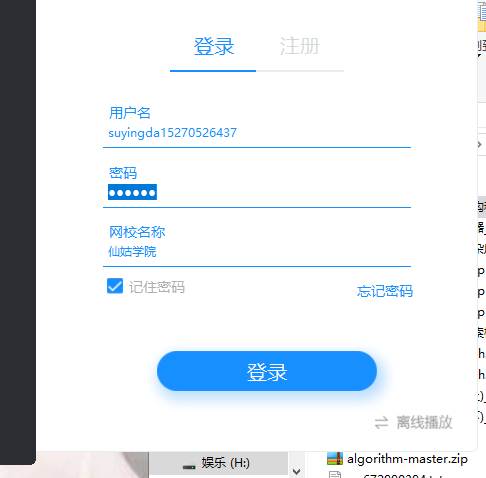 登录 注册
用户名
suyingda15270526437
密码
••••••
网校名称
仙姑学院
记住密码 忘记密码
登录
离线播放
娱乐 (H:)
algorithm-master.zip